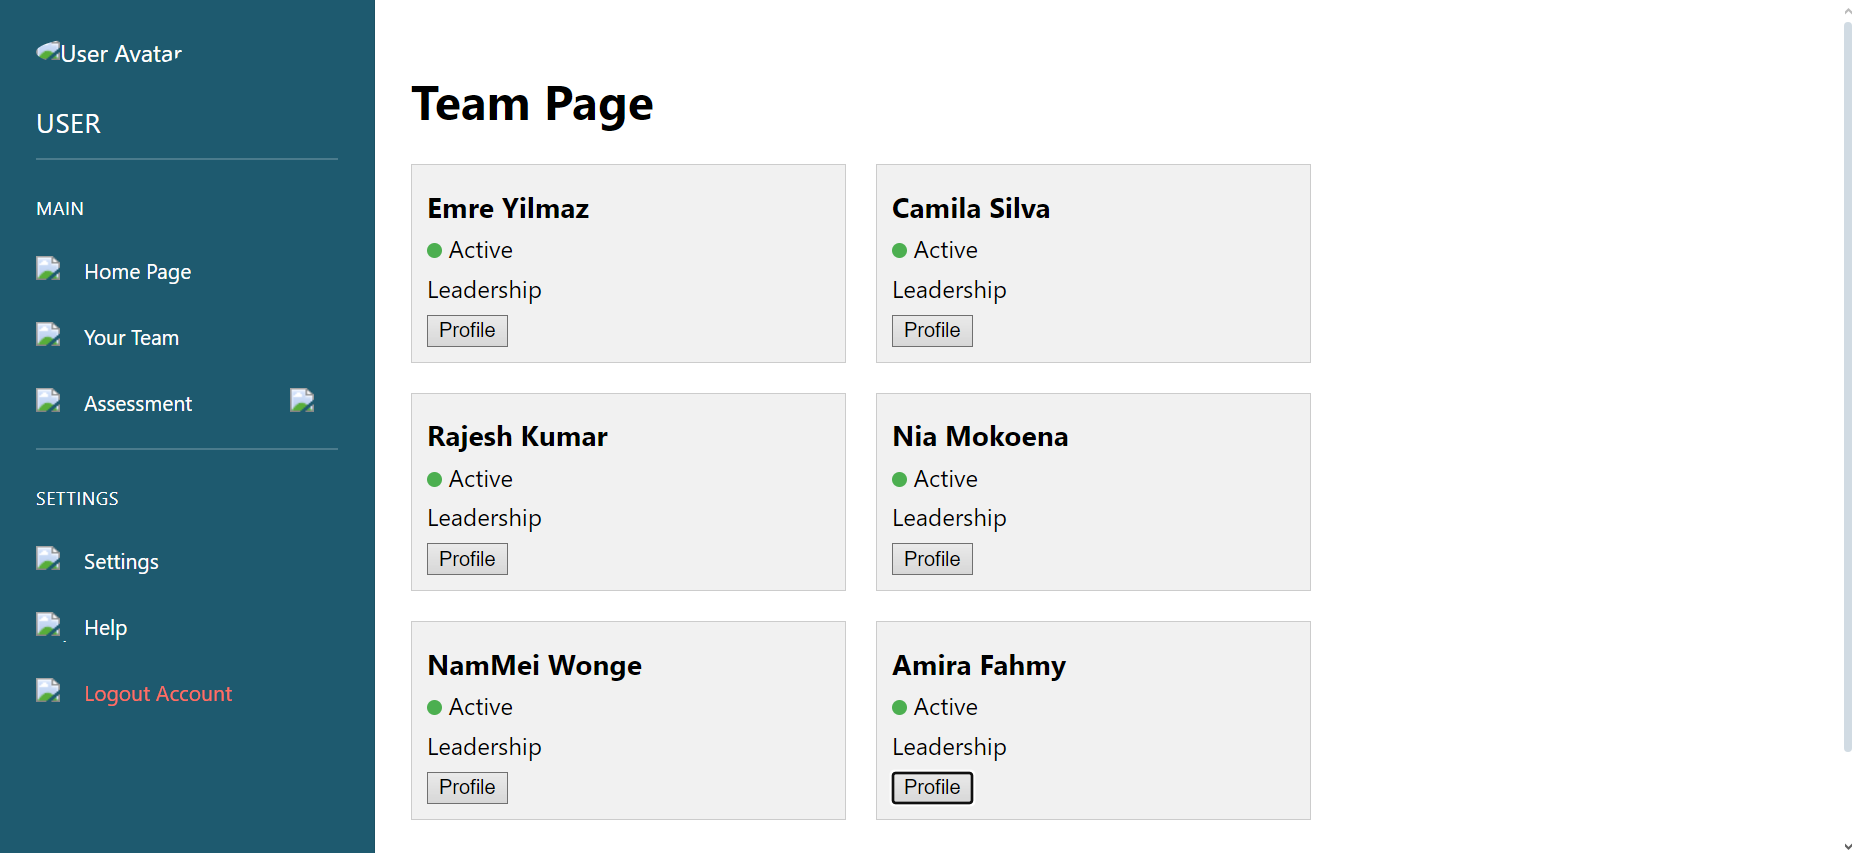 User Avatar
USER
MAIN
Home Page
Your Team
Assessment
SETTINGS
Settings
Help
Logout Account
Team Page
Emre Yilmaz
Active
Leadership
Profile
Camila Silva
Active
Leadership
Profile
Rajesh Kumar
Active
Leadership
Profile
Nia Mokoena
Active
Leadership
Profile
NamMei Wonge
Active
Leadership
Profile
Amira Fahmy
Active
Leadership
Profile